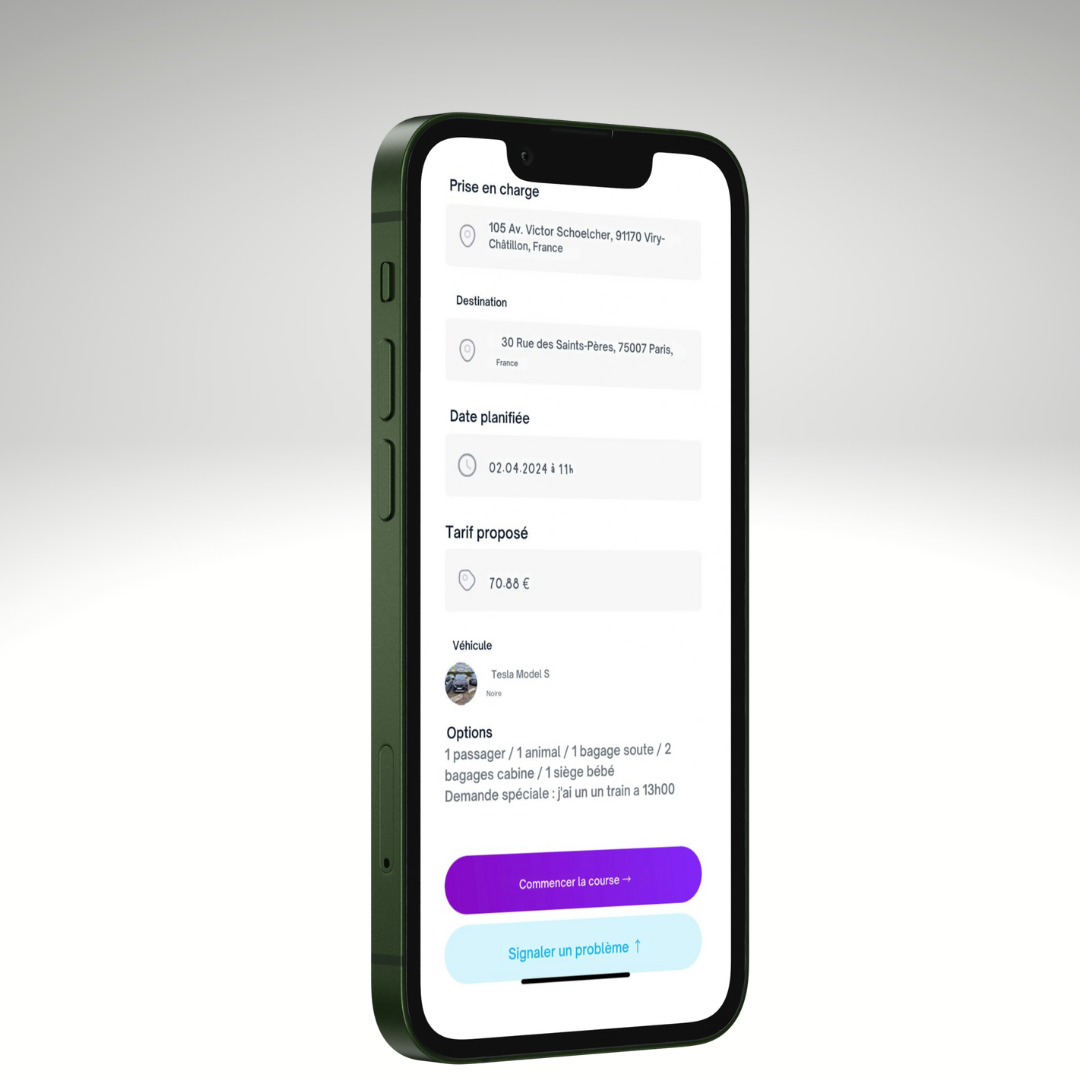 Prise en charge
105 Av. Victor Schoelcher, 91170 Viry-
Châtillon, France
Destination
30 Rue des Saints-Pères, 75007 Paris,
France
Date planifiée
02.04.2024 à 11h
Tarif proposé
70.88 €
Véhicule
Tesla Model S
Noire
Options
1 passager / 1 animal / 1 bagage soute / 2
bagages cabine / 1 siège bébé
Demande spéciale : j'ai un un train a 13h00
Commencer la course →
Signaler un problème ↑